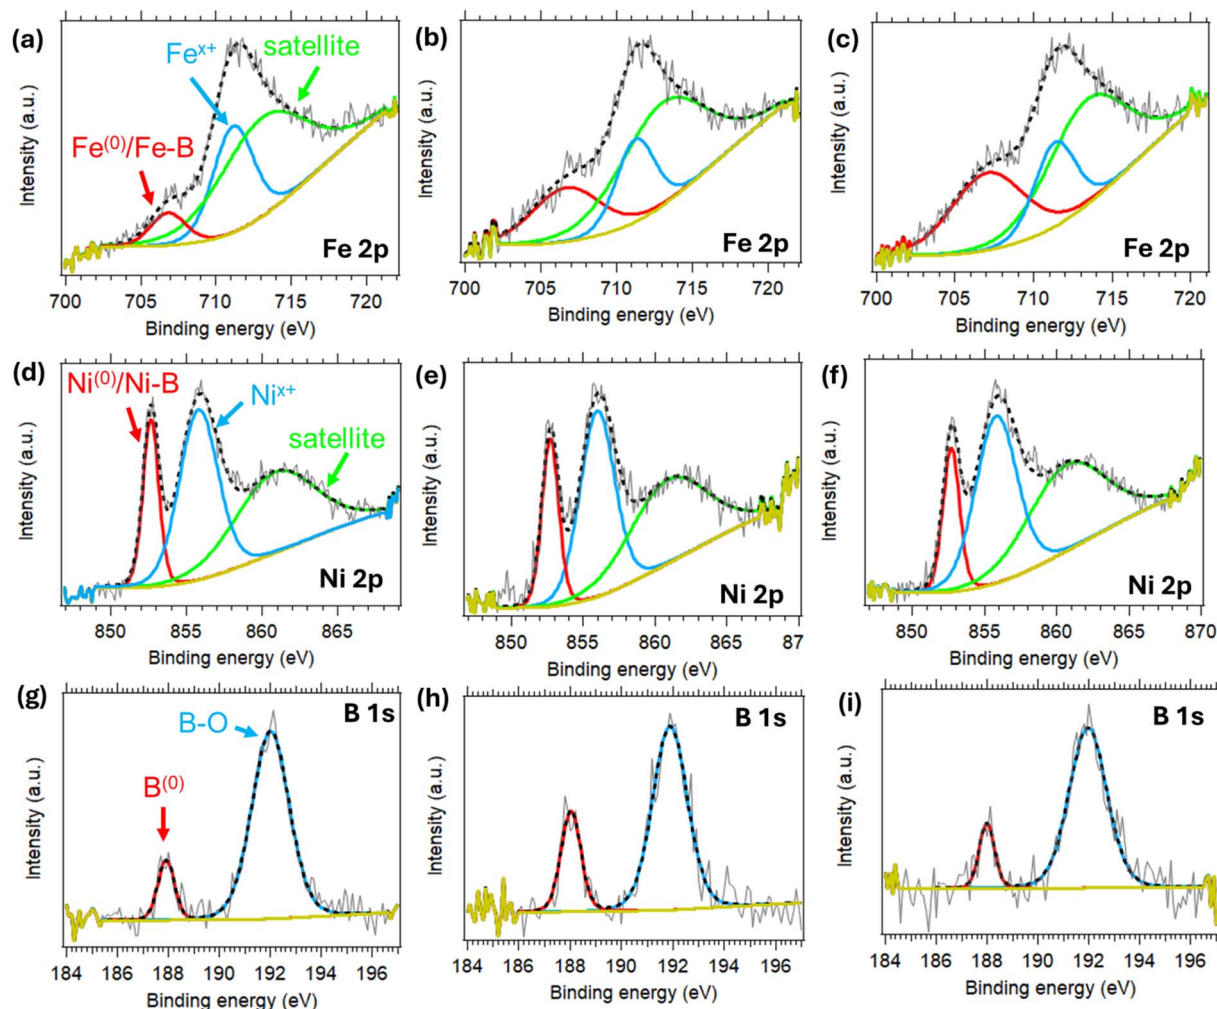 (a)
Fe^x+
satellite
Fe^(0)/Fe-B
Fe 2p
Intensity (a.u.)
700 705 710 715 720
Binding energy (eV)
(b)
Fe 2p
Intensity (a.u.)
700 705 710 715 720
Binding energy (eV)
(c)
Fe 2p
Intensity (a.u.)
700 705 710 715 720
Binding energy (eV)
(d)
Ni^(0)/Ni-B
Ni^x+
satellite
Ni 2p
Intensity (a.u.)
850 855 860 865
Binding energy (eV)
(e)
Ni 2p
Intensity (a.u.)
850 855 860 865 87
Binding energy (eV)
(f)
Ni 2p
Intensity (a.u.)
850 855 860 865 870
Binding energy (eV)
(g)
B 1s
B-O
B^(0)
Intensity (a.u.)
184 186 188 190 192 194 196
Binding energy (eV)
(h)
B 1s
Intensity (a.u.)
184 186 188 190 192 194 196
Binding energy (eV)
(i)
B 1s
Intensity (a.u.)
184 186 188 190 192 194 196
Binding energy (eV)